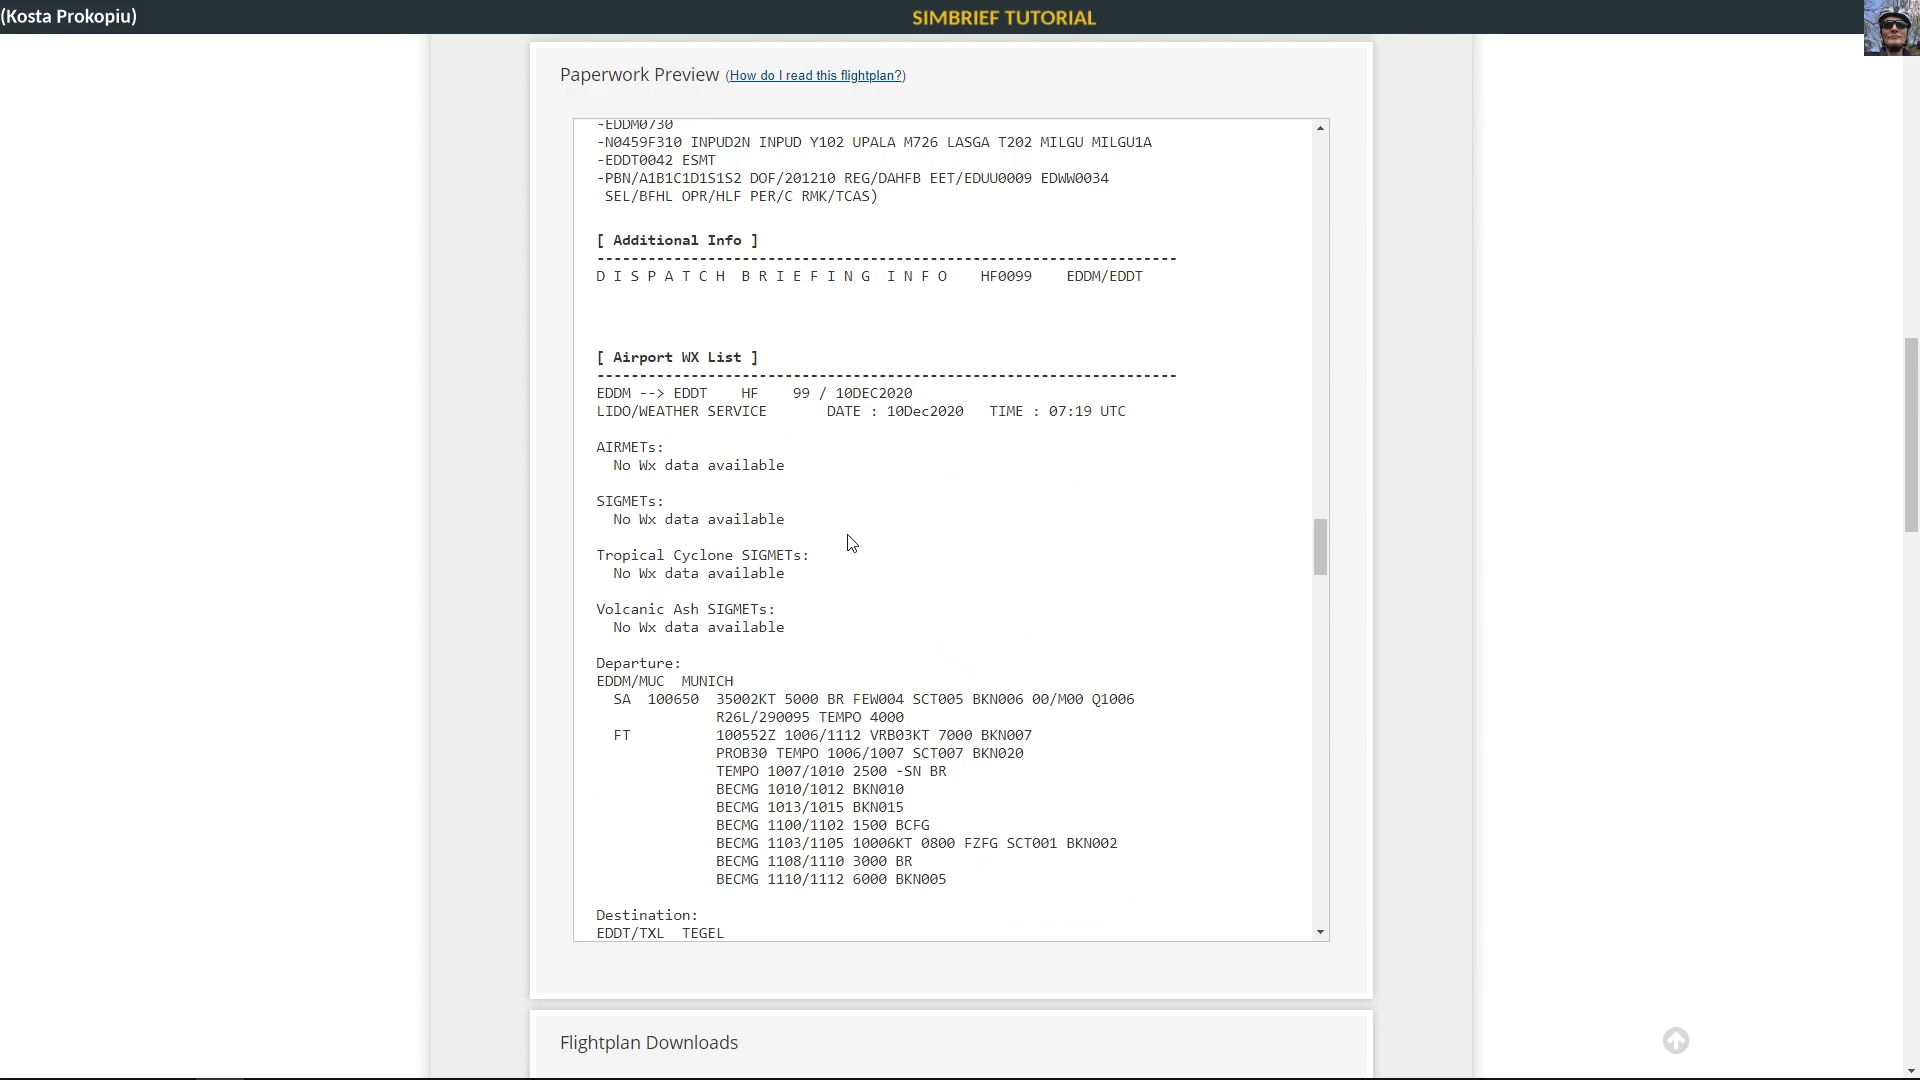 (Kosta Prokopiu)
SIMBRIEF TUTORIAL
Paperwork Preview (How do I read this flightplan?)
-EDDM0730
-N0459F310 INPUD2N INPUD Y102 UPALA M726 LASGA T202 MILGU MILGU1A
-EDDT0042 ESMT
-PBN/A1B1C1D1S1S2 DOF/201210 REG/DAHFB EET/EDUU0009 EDWW0034
SEL/BFHL OPR/HLF PER/C RMK/TCAS)
[ Additional Info ]
--------------------------------------------------------------------
D I S P A T C H  B R I E F I N G  I N F O    HF0099    EDDM/EDDT
[ Airport WX List ]
--------------------------------------------------------------------
EDDM --> EDDT    HF    99 / 10DEC2020
LIDO/WEATHER SERVICE       DATE : 10Dec2020   TIME : 07:19 UTC
AIRMETs:
No Wx data available
SIGMETs:
No Wx data available
Tropical Cyclone SIGMETs:
No Wx data available
Volcanic Ash SIGMETs:
No Wx data available
Departure:
EDDM/MUC  MUNICH
SA  100650  35002KT 5000 BR FEW004 SCT005 BKN006 00/M00 Q1006
R26L/290095 TEMPO 4000
FT          100552Z 1006/1112 VRB03KT 7000 BKN007
PROB30 TEMPO 1006/1007 SCT007 BKN020
TEMPO 1007/1010 2500 -SN BR
BECMG 1010/1012 BKN010
BECMG 1013/1015 BKN015
BECMG 1100/1102 1500 BCFG
BECMG 1103/1105 10006KT 0800 FZFG SCT001 BKN002
BECMG 1108/1110 3000 BR
BECMG 1110/1112 6000 BKN005
Destination:
EDDT/TXL  TEGEL
Flightplan Downloads